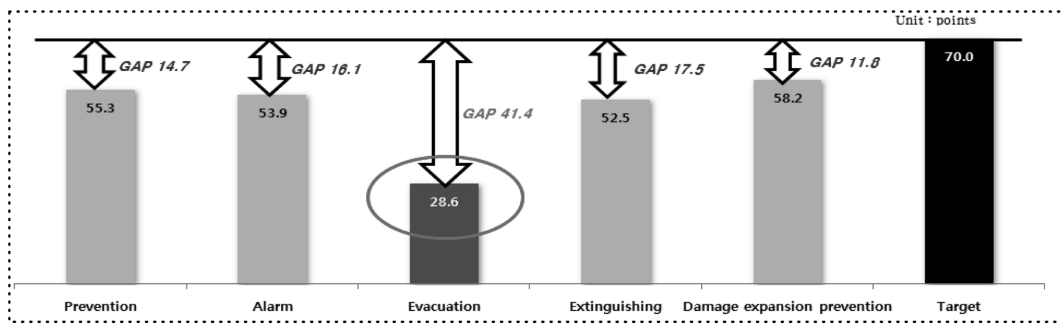 Unit : points
GAP 14.7
GAP 16.1
GAP 41.4
GAP 17.5
GAP 11.8
70.0
55.3
53.9
28.6
52.5
58.2
Prevention
Alarm
Evacuation
Extinguishing
Damage expansion prevention
Target